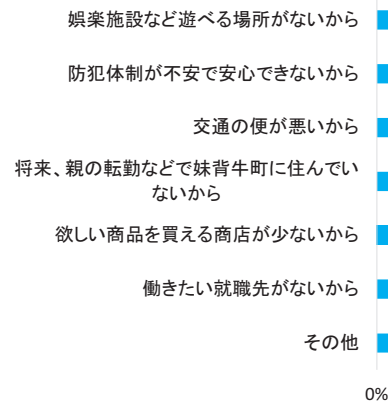 娯楽施設など遊べる場所がないから
防犯体制が不安で安心できないから
交通の便が悪いから
将来、親の転勤などで妹背牛町に住んでい
ないから
欲しい商品を買える商店が少ないから
働きたい就職先がないから
その他
0%